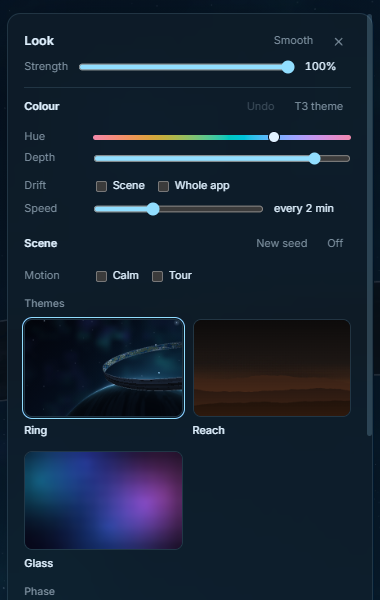 Look Smooth ×
Strength 100%
Colour Undo T3 theme
Hue
Depth
Drift Scene Whole app
Speed every 2 min
Scene New seed Off
Motion Calm Tour
Themes
Ring Reach
Glass
Phase